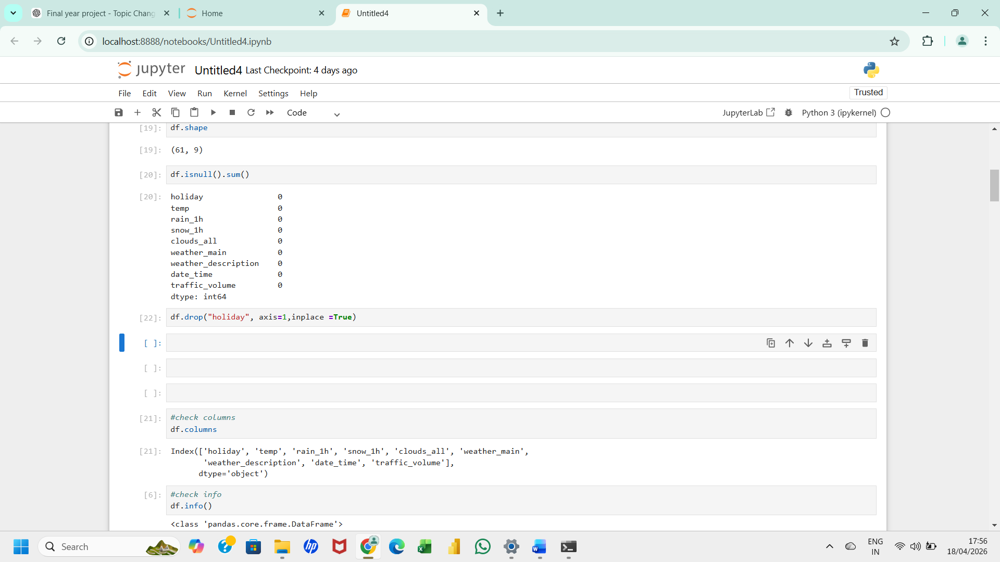 Final year project - Topic Chang
Home
Untitled4
localhost:8888/notebooks/Untitled4.ipynb
jupyter Untitled4 Last Checkpoint: 4 days ago
File Edit View Run Kernel Settings Help
Trusted
Code
JupyterLab
Python 3 (ipykernel)
[19]: df.shape
[19]: (61, 9)
[20]: df.isnull().sum()
[20]: holiday 0
temp 0
rain_1h 0
snow_1h 0
clouds_all 0
weather_main 0
weather_description 0
date_time 0
traffic_volume 0
dtype: int64
[22]: df.drop("holiday", axis=1,inplace =True)
[ ]:
[ ]:
[ ]:
[21]: #check columns
df.columns
[21]: Index(['holiday', 'temp', 'rain_1h', 'snow_1h', 'clouds_all', 'weather_main',
'weather_description', 'date_time', 'traffic_volume'],
dtype='object')
[6]: #check info
df.info()
<class 'pandas.core.frame.DataFrame'>
Search
ENG
IN
17:56
18/04/2026